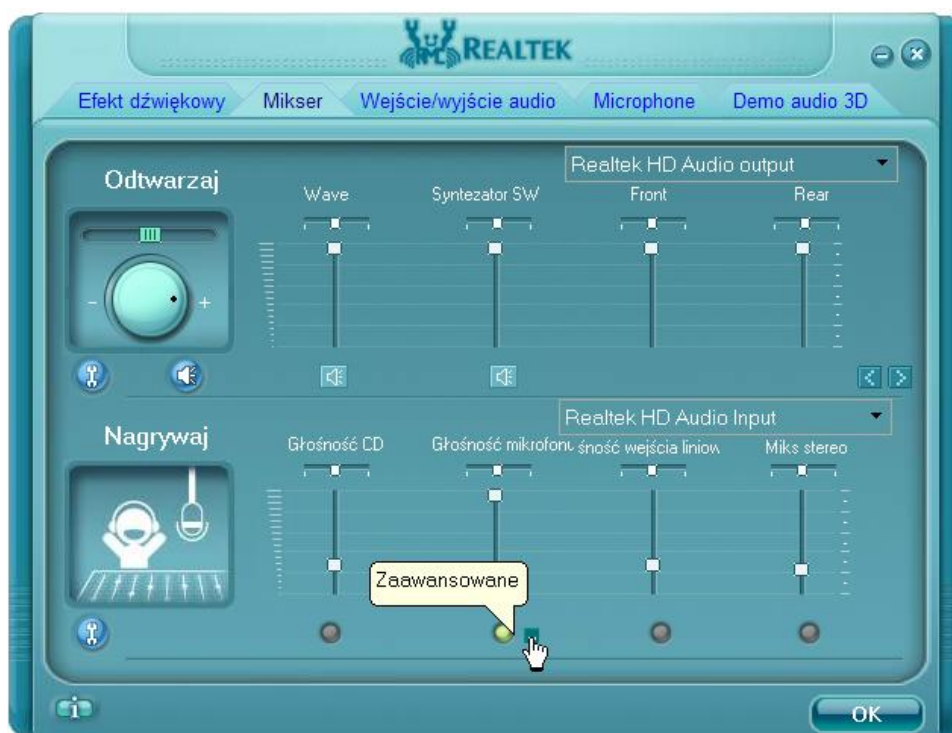 REALTEK
Efekt dźwiękowy Mikser Wejście/wyjście audio Microphone Demo audio 3D
Realtek HD Audio output
Odtwarzaj
Wave Syntezator SW Front Rear
- +
Realtek HD Audio Input
Nagrywaj
Głośność CD Głośność mikrofonu śność wejścia liniow Miks stereo
Zaawansowane
i
OK